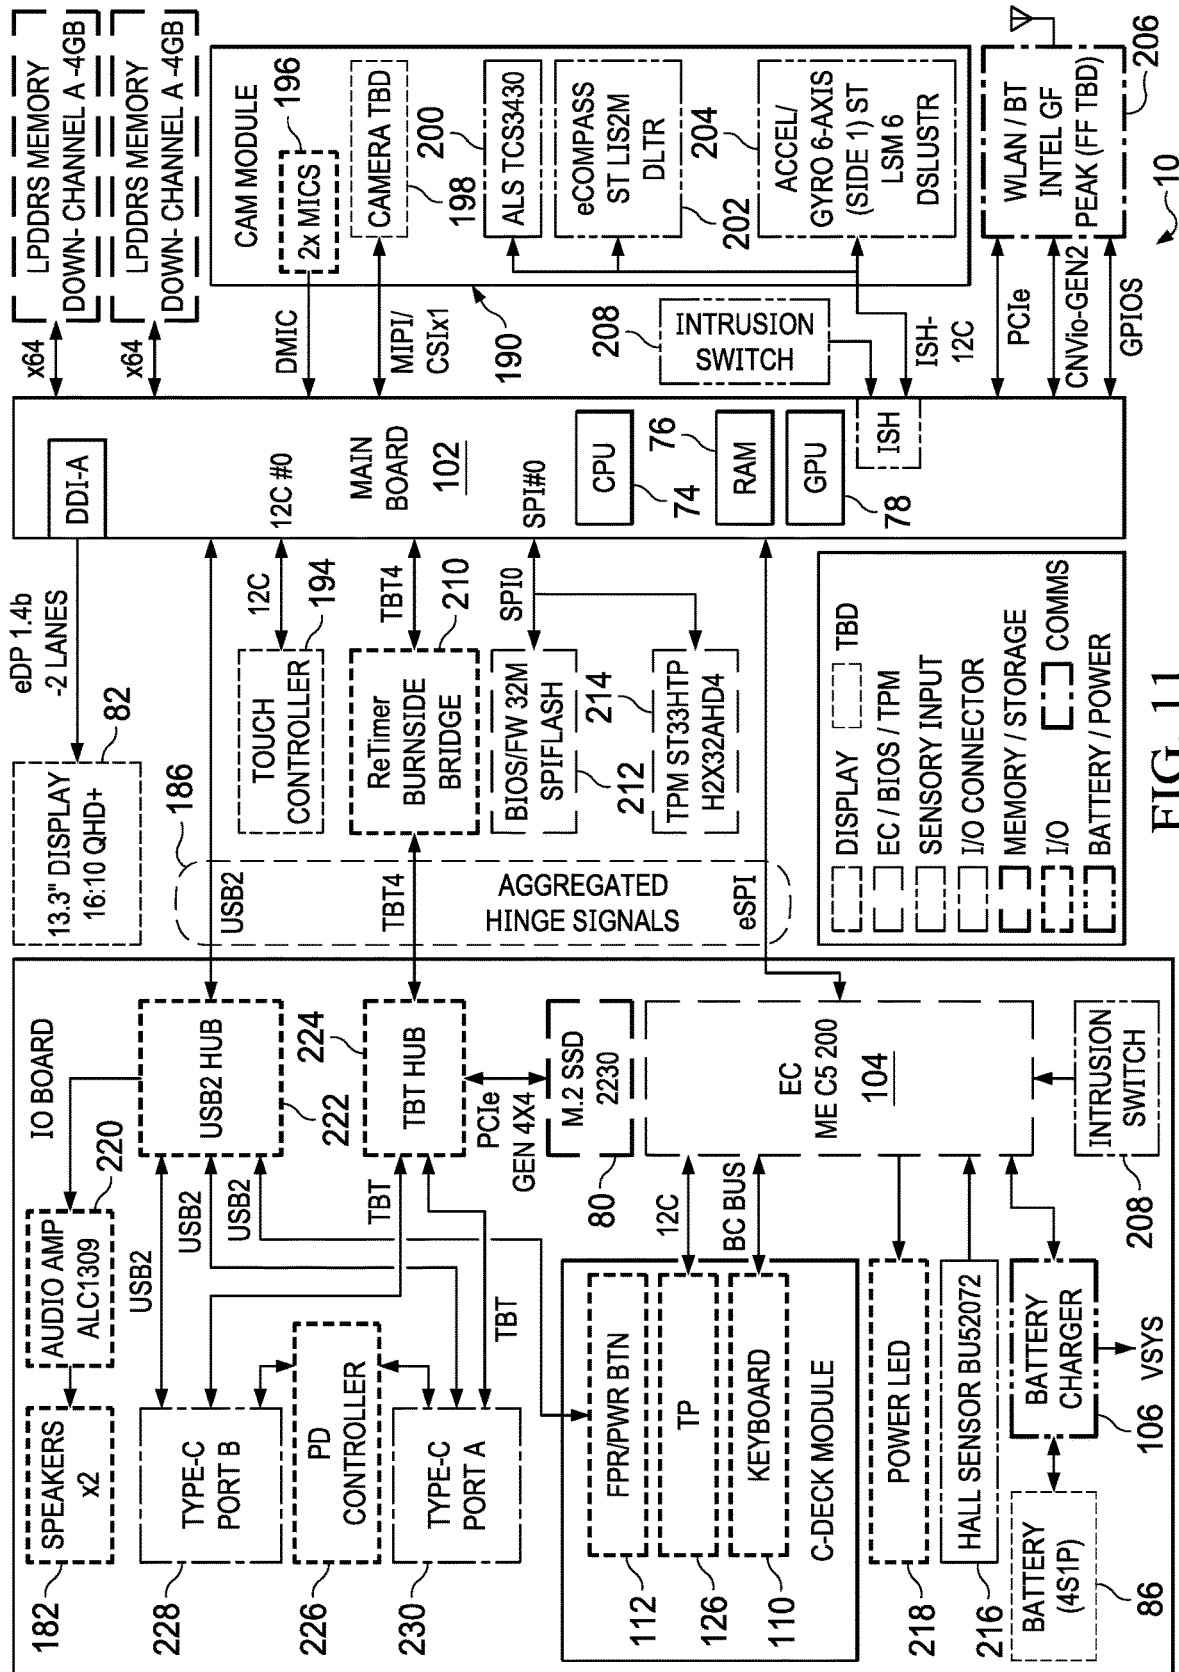 LPDDRS MEMORY
DOWN- CHANNEL A -4GB
LPDDRS MEMORY
DOWN- CHANNEL A -4GB
x64
x64
CAM MODULE
196
2x MICS
CAMERA TBD
198
200
ALS TCS3430
eCOMPASS
ST LIS2M
DLTR
202
204
ACCEL/
GYRO 6-AXIS
(SIDE 1) ST
LSM 6
DSLUSTR
190
WLAN / BT
INTEL GF
PEAK (FF TBD)
206
10
DMIC
MIPI/
CSIx1
208
INTRUSION
SWITCH
ISH-
12C
PCIe
CNVio-GEN2
GPIOS
DDI-A
12C #0
MAIN
BOARD
102
SPI#0
CPU
74
76
RAM
GPU
78
ISH
eDP 1.4b
-2 LANES
82
13.3" DISPLAY
16:10 QHD+
186
12C
194
TOUCH
CONTROLLER
TBT4
210
ReTimer
BURNSIDE
BRIDGE
SPI0
BIOS/FW 32M
SPIFLASH
212
214
TPM ST33HTP
H2X32AHD4
USB2
TBT4
AGGREGATED
HINGE SIGNALS
eSPI
DISPLAY
TBD
EC / BIOS / TPM
SENSORY INPUT
I/O CONNECTOR
MEMORY / STORAGE
I/O
COMMS
BATTERY / POWER
FIG. 11
IO BOARD
USB2 HUB
222
224
TBT HUB
PCIe
GEN 4X4
M.2 SSD
2230
80
EC
ME C5 200
104
INTRUSION
SWITCH
208
220
AUDIO AMP
ALC1309
USB2
USB2
USB2
TBT
TBT
12C
BC BUS
SPEAKERS
x2
182
TYPE-C
PORT B
228
PD
CONTROLLER
226
TYPE-C
PORT A
230
FPR/PWR BTN
112
TP
126
KEYBOARD
110
C-DECK MODULE
POWER LED
218
HALL SENSOR BU52072
216
BATTERY
CHARGER
106
VSYS
BATTERY
(4S1P)
86